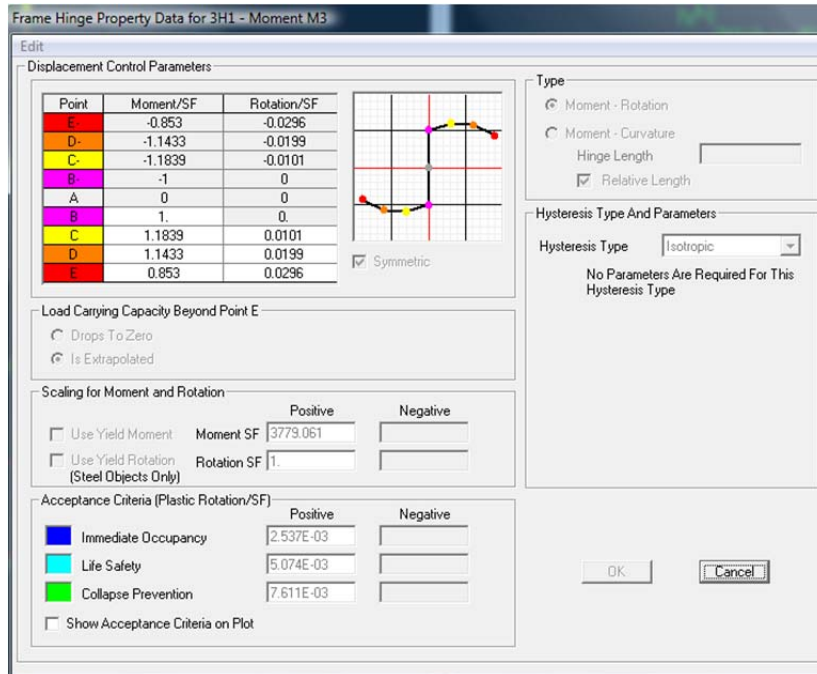 Frame Hinge Property Data for 3H1 - Moment M3
Edit
Displacement Control Parameters
Point Moment/SF Rotation/SF
E- -0.853 -0.0296
D- -1.1433 -0.0199
C- -1.1839 -0.0101
B- -1 0
A 0 0
B 1. 0.
C 1.1839 0.0101
D 1.1433 0.0199
E 0.853 0.0296
Symmetric
Load Carrying Capacity Beyond Point E
Drops To Zero
Is Extrapolated
Scaling for Moment and Rotation
Positive Negative
Use Yield Moment Moment SF 3779.061
Use Yield Rotation Rotation SF 1.
(Steel Objects Only)
Acceptance Criteria (Plastic Rotation/SF)
Positive Negative
Immediate Occupancy 2.537E-03
Life Safety 5.074E-03
Collapse Prevention 7.611E-03
Show Acceptance Criteria on Plot
Type
Moment - Rotation
Moment - Curvature
Hinge Length
Relative Length
Hysteresis Type And Parameters
Hysteresis Type Isotropic
No Parameters Are Required For This
Hysteresis Type
OK Cancel